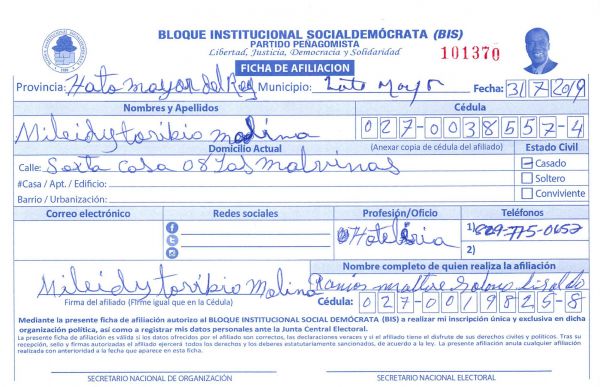 BLOQUE INSTITUCIONAL SOCIALDEMÓCRATA (BIS)
PARTIDO PEÑAGOMISTA
Libertad, Justicia, Democracia y Solidaridad
101370
FICHA DE AFILIACION
Provincia: Hato mayor del Rey Municipio: Hato Mayor Fecha: 31/7/2019
Nombres y Apellidos Cédula
Mileidy toribio molina 027-0038557-4
Domicilio Actual (Anexar copia de cédula del afiliado) Estado Civil
Calle: Sexta Casa 08 Las malvinas Casado
#Casa / Apt. / Edificio: Soltero
Barrio / Urbanización: Conviviente
Correo electrónico Redes sociales Profesión/Oficio Teléfonos
Hoteleria 1) 829-775-0657
2)
Nombre completo de quien realiza la afiliación
Mileidy toribio Molina Ramon
Firma del afiliado (Firme igual que en la Cédula) Cédula: 027-0019825-8
Mediante la presente ficha de afiliación autorizo al BLOQUE INSTITUCIONAL SOCIAL DEMÓCRATA (BIS) a realizar mi inscripción única y exclusiva en dicha
organización política, así como a registrar mis datos personales ante la Junta Central Electoral.
La presente ficha de afiliación es válida si los datos ofrecidos por el afiliado son correctos, las declaraciones veraces y si el afiliado tiene el disfrute de sus derechos civiles y políticos. Tras su
recepción, sello y firmas autorizadas el afiliado ejercerá todos los derechos y los deberes estatutariamente sancionados, de acuerdo a la ley. La presente afiliación anula cualquier afiliación
realizada con anterioridad a la fecha que aparece en esta ficha.
SECRETARIO NACIONAL DE ORGANIZACIÓN SECRETARIO NACIONAL ELECTORAL